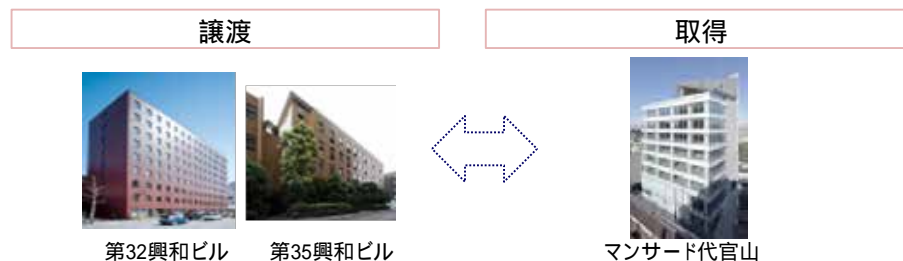 譲渡
取得
第32興和ビル
第35興和ビル
マンサード代官山